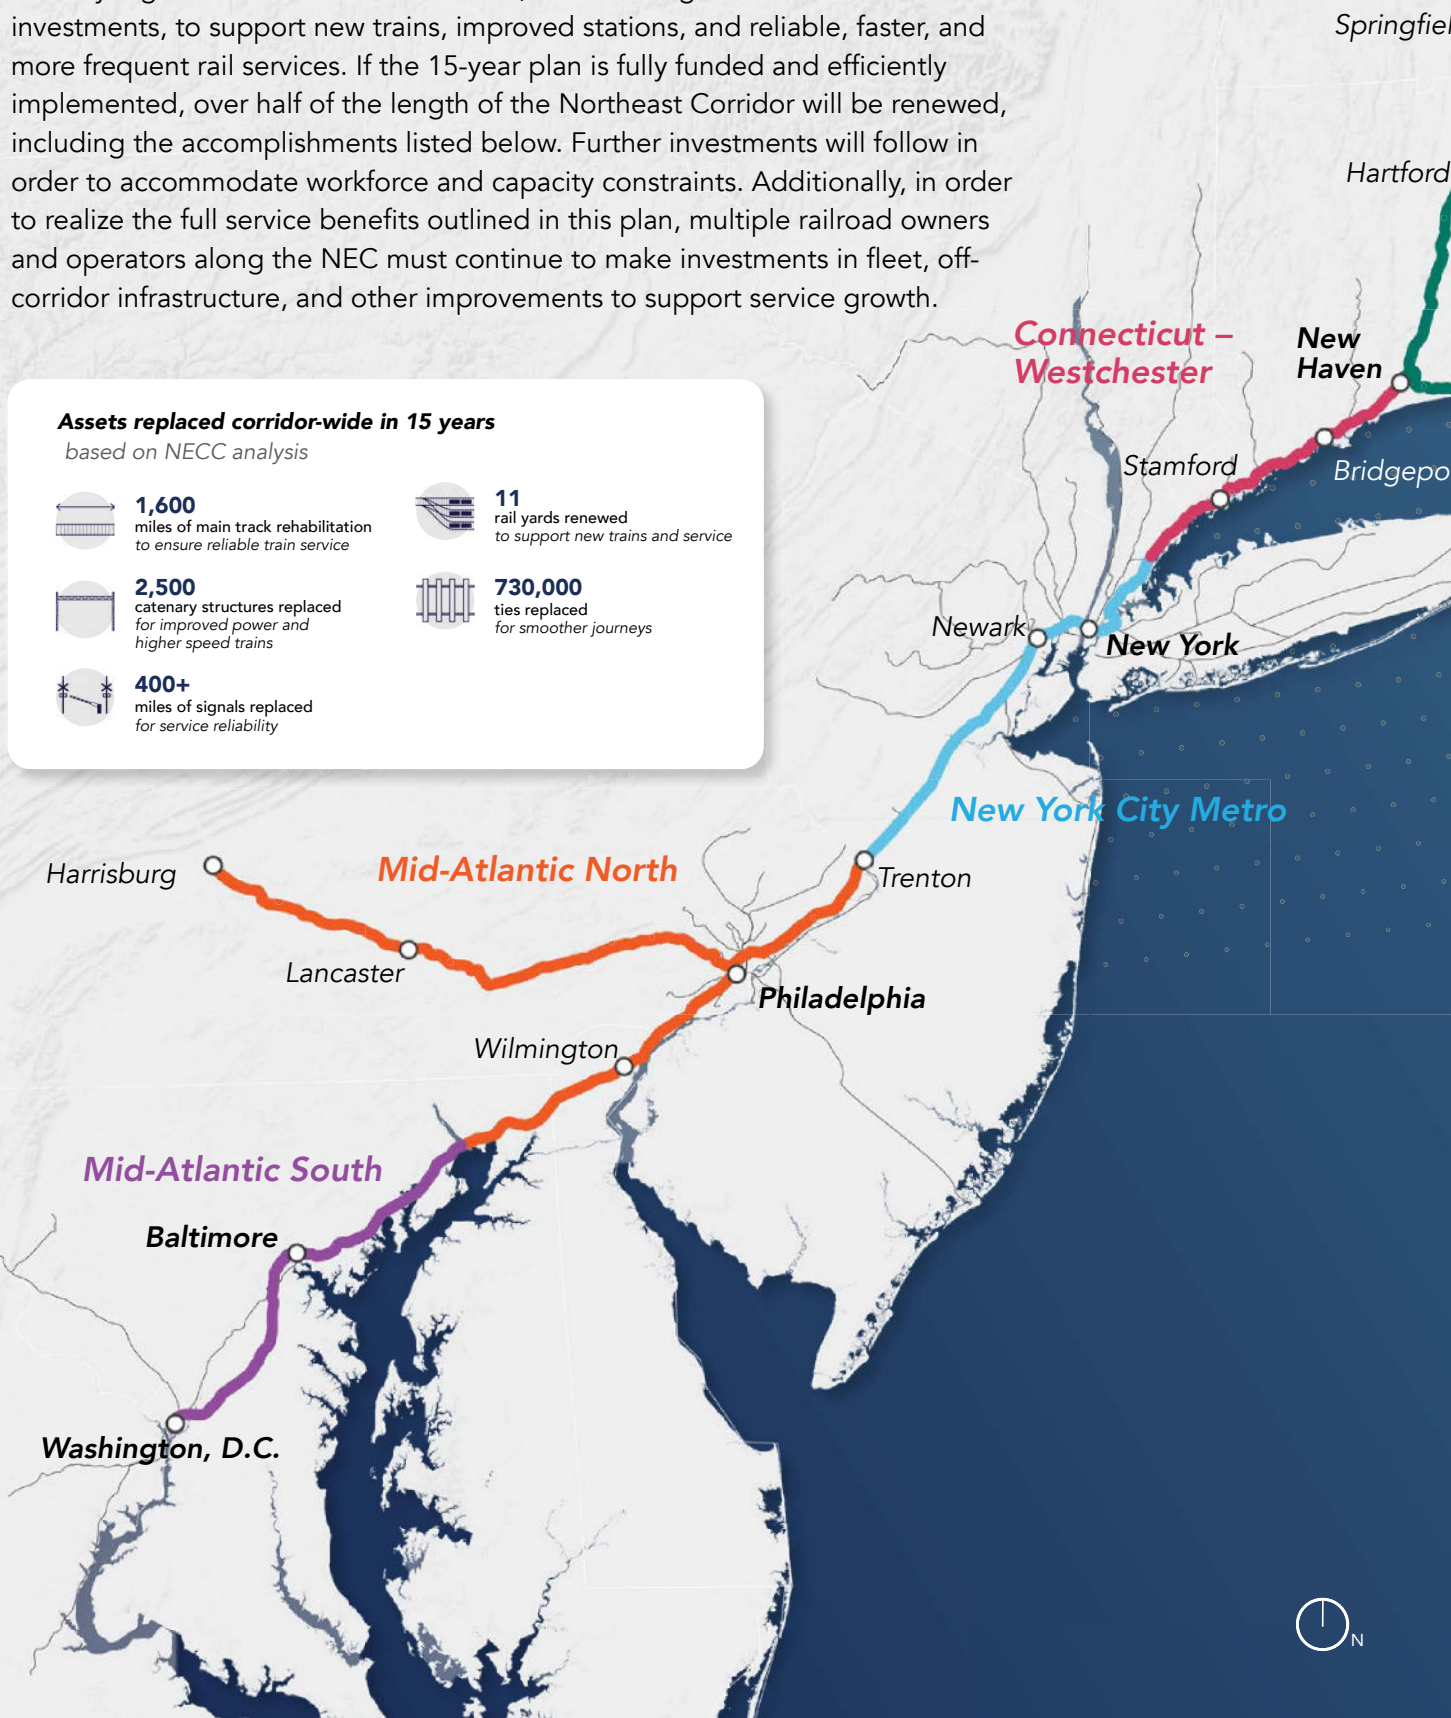 investments, to support new trains, improved stations, and reliable, faster, and
more frequent rail services. If the 15-year plan is fully funded and efficiently
implemented, over half of the length of the Northeast Corridor will be renewed,
including the accomplishments listed below. Further investments will follow in
order to accommodate workforce and capacity constraints. Additionally, in order
to realize the full service benefits outlined in this plan, multiple railroad owners
and operators along the NEC must continue to make investments in fleet, off-
corridor infrastructure, and other improvements to support service growth.
Springfiel
Hartford
Connecticut –
Westchester
New
Haven
Assets replaced corridor-wide in 15 years
based on NECC analysis
1,600
miles of main track rehabilitation
to ensure reliable train service
2,500
catenary structures replaced
for improved power and
higher speed trains
400+
miles of signals replaced
for service reliability
11
rail yards renewed
to support new trains and service
730,000
ties replaced
for smoother journeys
Stamford
Bridgepo
Newark
New York
New York City Metro
Harrisburg
Mid-Atlantic North
Trenton
Lancaster
Philadelphia
Wilmington
Mid-Atlantic South
Baltimore
Washington, D.C.
N